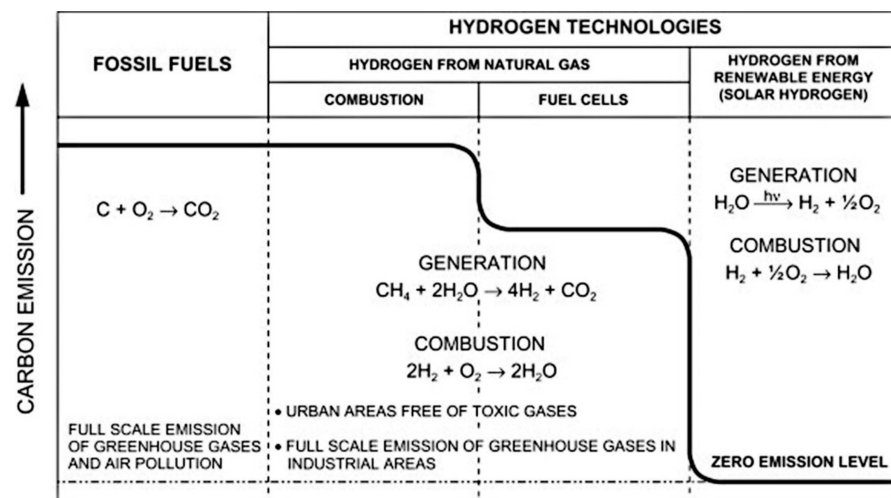 HYDROGEN TECHNOLOGIES
FOSSIL FUELS
HYDROGEN FROM NATURAL GAS
COMBUSTION
FUEL CELLS
HYDROGEN FROM
RENEWABLE ENERGY
(SOLAR HYDROGEN)
CARBON EMISSION
C + O₂ → CO₂
FULL SCALE EMISSION
OF GREENHOUSE GASES
AND AIR POLLUTION
GENERATION
CH₄ + 2H₂O → 4H₂ + CO₂
COMBUSTION
2H₂ + O₂ → 2H₂O
• URBAN AREAS FREE OF TOXIC GASES
• FULL SCALE EMISSION OF GREENHOUSE GASES IN
INDUSTRIAL AREAS
GENERATION
hν
H₂O → H₂ + ½O₂
COMBUSTION
H₂ + ½O₂ → H₂O
ZERO EMISSION LEVEL